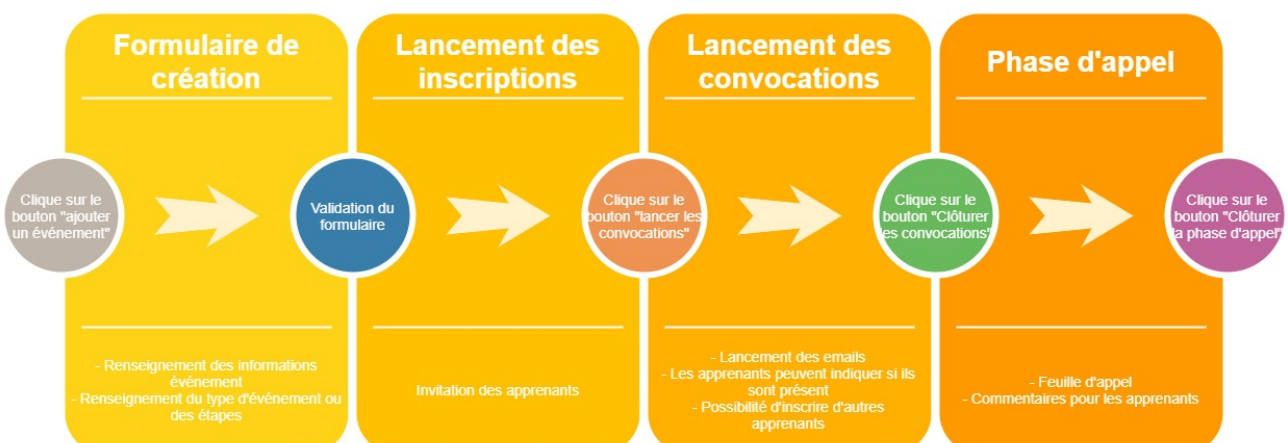 Formulaire de
création
Lancement des
inscriptions
Lancement des
convocations
Phase d'appel
Clique sur le
bouton "ajouter
un événement"
Validation du
formulaire
Clique sur le
bouton "lancer les
convocations"
Clique sur le
bouton "Clôturer
les convocations"
Clique sur le
bouton "Clôturer
la phase d'appel"
- Renseignement des informations
événement
- Renseignement du type d'événement ou
des étapes
Invitation des apprenants
- Lancement des emails
- Les apprenants peuvent indiquer si ils
sont présent
- Possibilité d'inscrire d'autres
apprenants
- Feuille d'appel
- Commentaires pour les apprenants